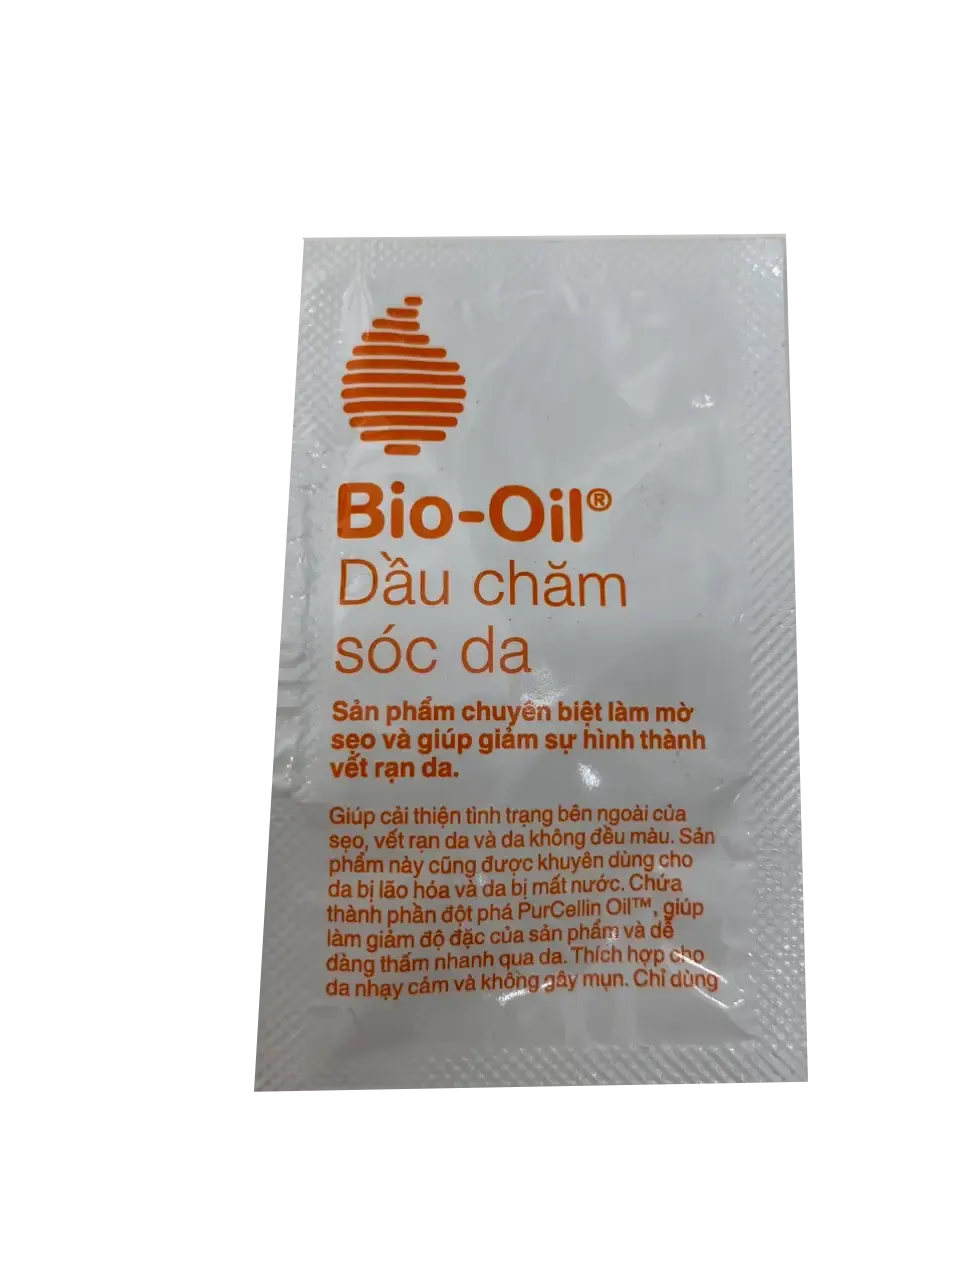 Bio-Oil®
Dầu chăm
sóc da
Sản phẩm chuyên biệt làm mờ
sẹo và giúp giảm sự hình thành
vết rạn da.
Giúp cải thiện tình trạng bên ngoài của
sẹo, vết rạn da và da không đều màu. Sản
phẩm này cũng được khuyên dùng cho
da bị lão hóa và da bị mất nước. Chứa
thành phần đột phá PurCellin Oil™, giúp
làm giảm độ đặc của sản phẩm và dễ
dàng thấm nhanh qua da. Thích hợp cho
da nhạy cảm và không gây mụn. Chỉ dùng